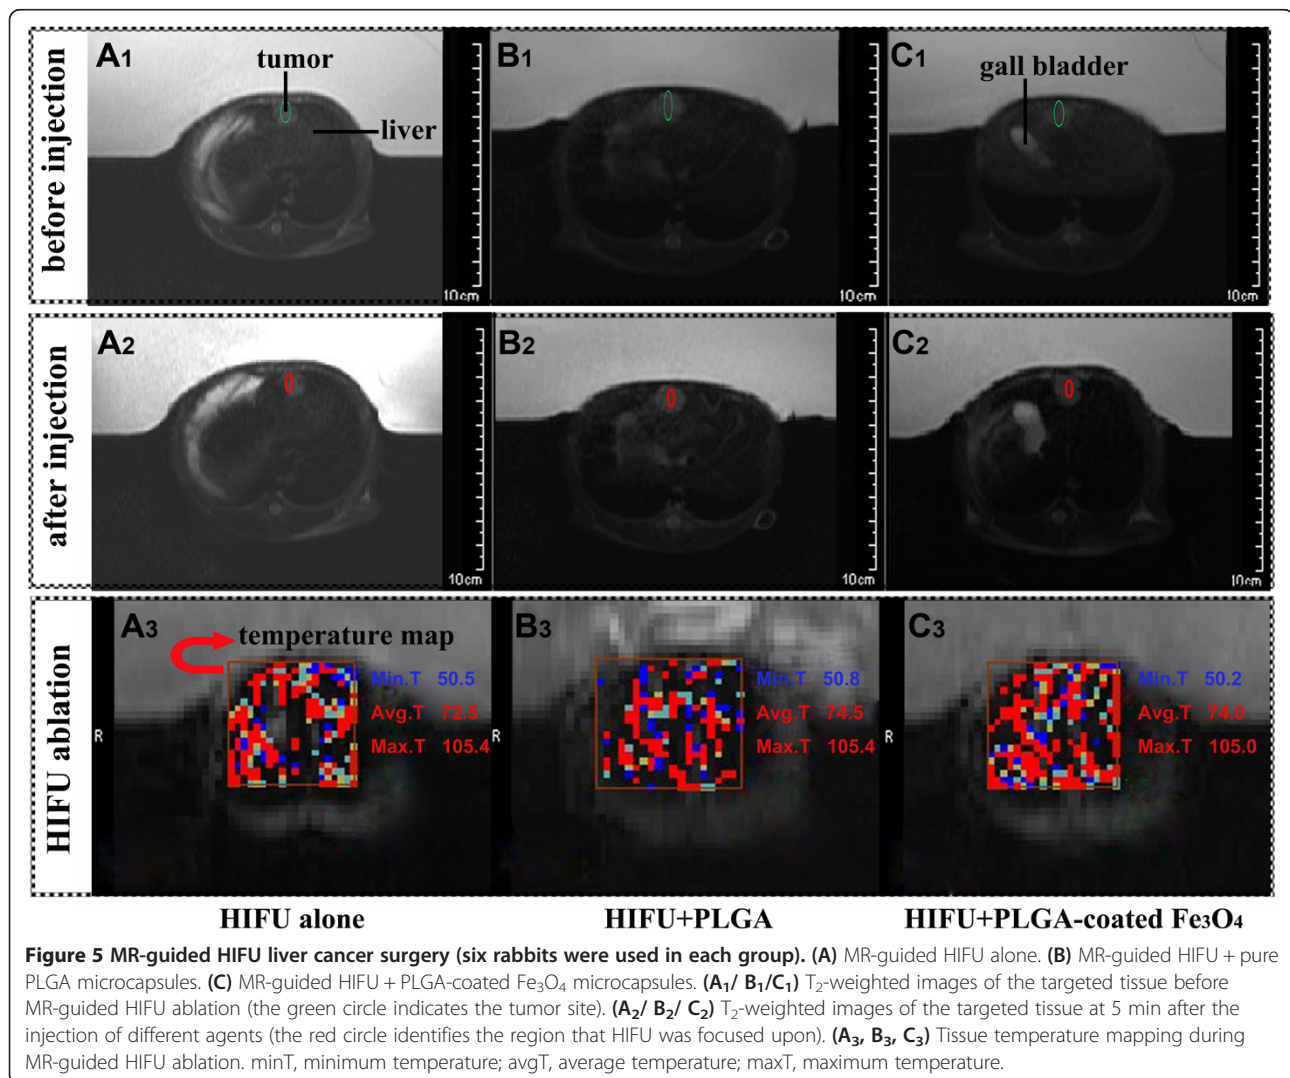 before injection
A1
tumor
liver
10cm
B1
10cm
C1
gall bladder
10cm
after injection
A2
10cm
B2
10cm
C2
10cm
HIFU ablation
A3
temperature map
Min.T 50.5
Avg.T 72.5
Max.T 105.4
R
B3
Min.T 50.8
Avg.T 74.5
Max.T 105.4
R
C3
Min.T 50.2
Avg.T 74.0
Max.T 105.0
R
HIFU alone
HIFU+PLGA
HIFU+PLGA-coated Fe₃O₄
Figure 5 MR-guided HIFU liver cancer surgery (six rabbits were used in each group). (A) MR-guided HIFU alone. (B) MR-guided HIFU + pure
PLGA microcapsules. (C) MR-guided HIFU + PLGA-coated Fe₃O₄ microcapsules. (A₁/ B₁/C₁) T₂-weighted images of the targeted tissue before
MR-guided HIFU ablation (the green circle indicates the tumor site). (A₂/ B₂/ C₂) T₂-weighted images of the targeted tissue at 5 min after the
injection of different agents (the red circle identifies the region that HIFU was focused upon). (A₃, B₃, C₃) Tissue temperature mapping during
MR-guided HIFU ablation. minT, minimum temperature; avgT, average temperature; maxT, maximum temperature.